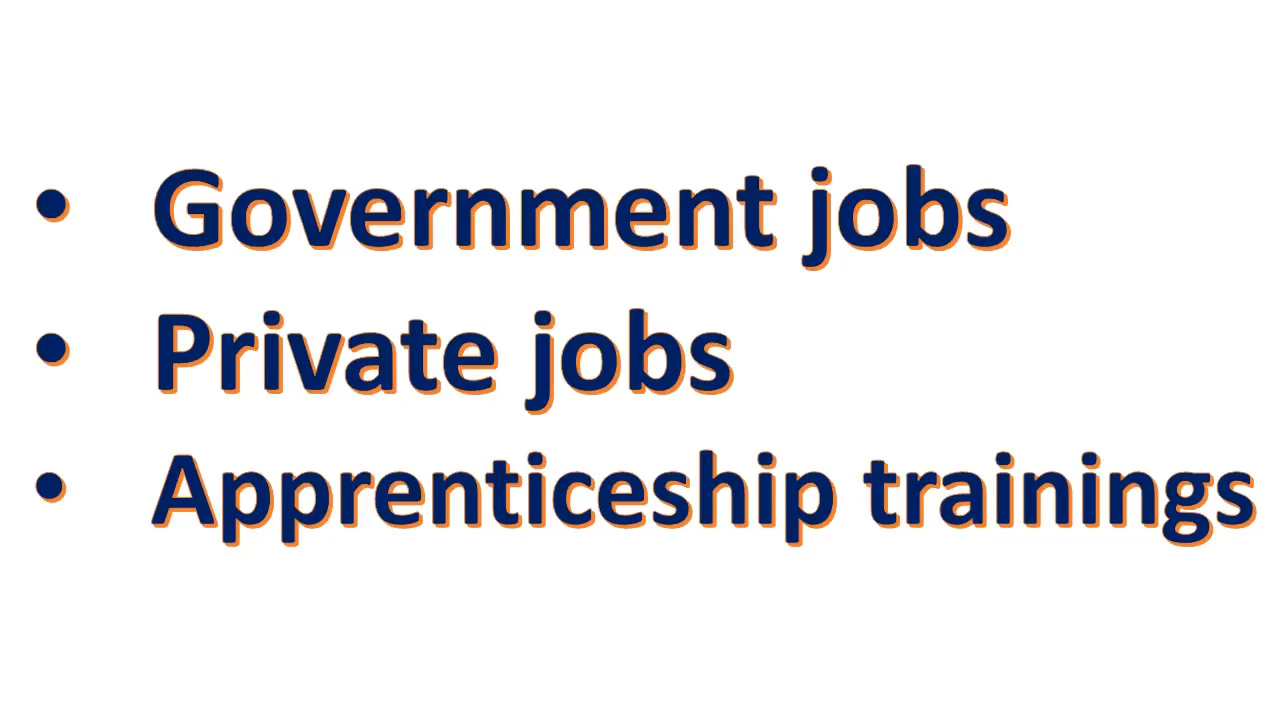 • Government jobs
• Private jobs
• Apprenticeship trainings